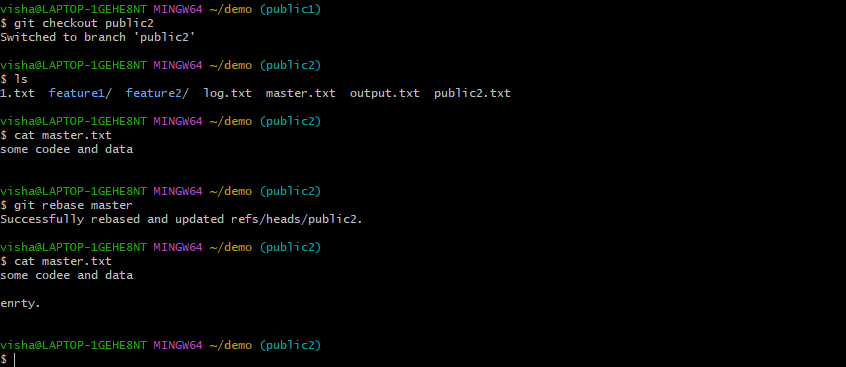 visha@LAPTOP-1GEHE8NT MINGW64 ~/demo (public1)
$ git checkout public2
Switched to branch 'public2'
visha@LAPTOP-1GEHE8NT MINGW64 ~/demo (public2)
$ ls
1.txt  feature1/  feature2/  log.txt  master.txt  output.txt  public2.txt
visha@LAPTOP-1GEHE8NT MINGW64 ~/demo (public2)
$ cat master.txt
some codee and data
visha@LAPTOP-1GEHE8NT MINGW64 ~/demo (public2)
$ git rebase master
Successfully rebased and updated refs/heads/public2.
visha@LAPTOP-1GEHE8NT MINGW64 ~/demo (public2)
$ cat master.txt
some codee and data
enrty.
visha@LAPTOP-1GEHE8NT MINGW64 ~/demo (public2)
$